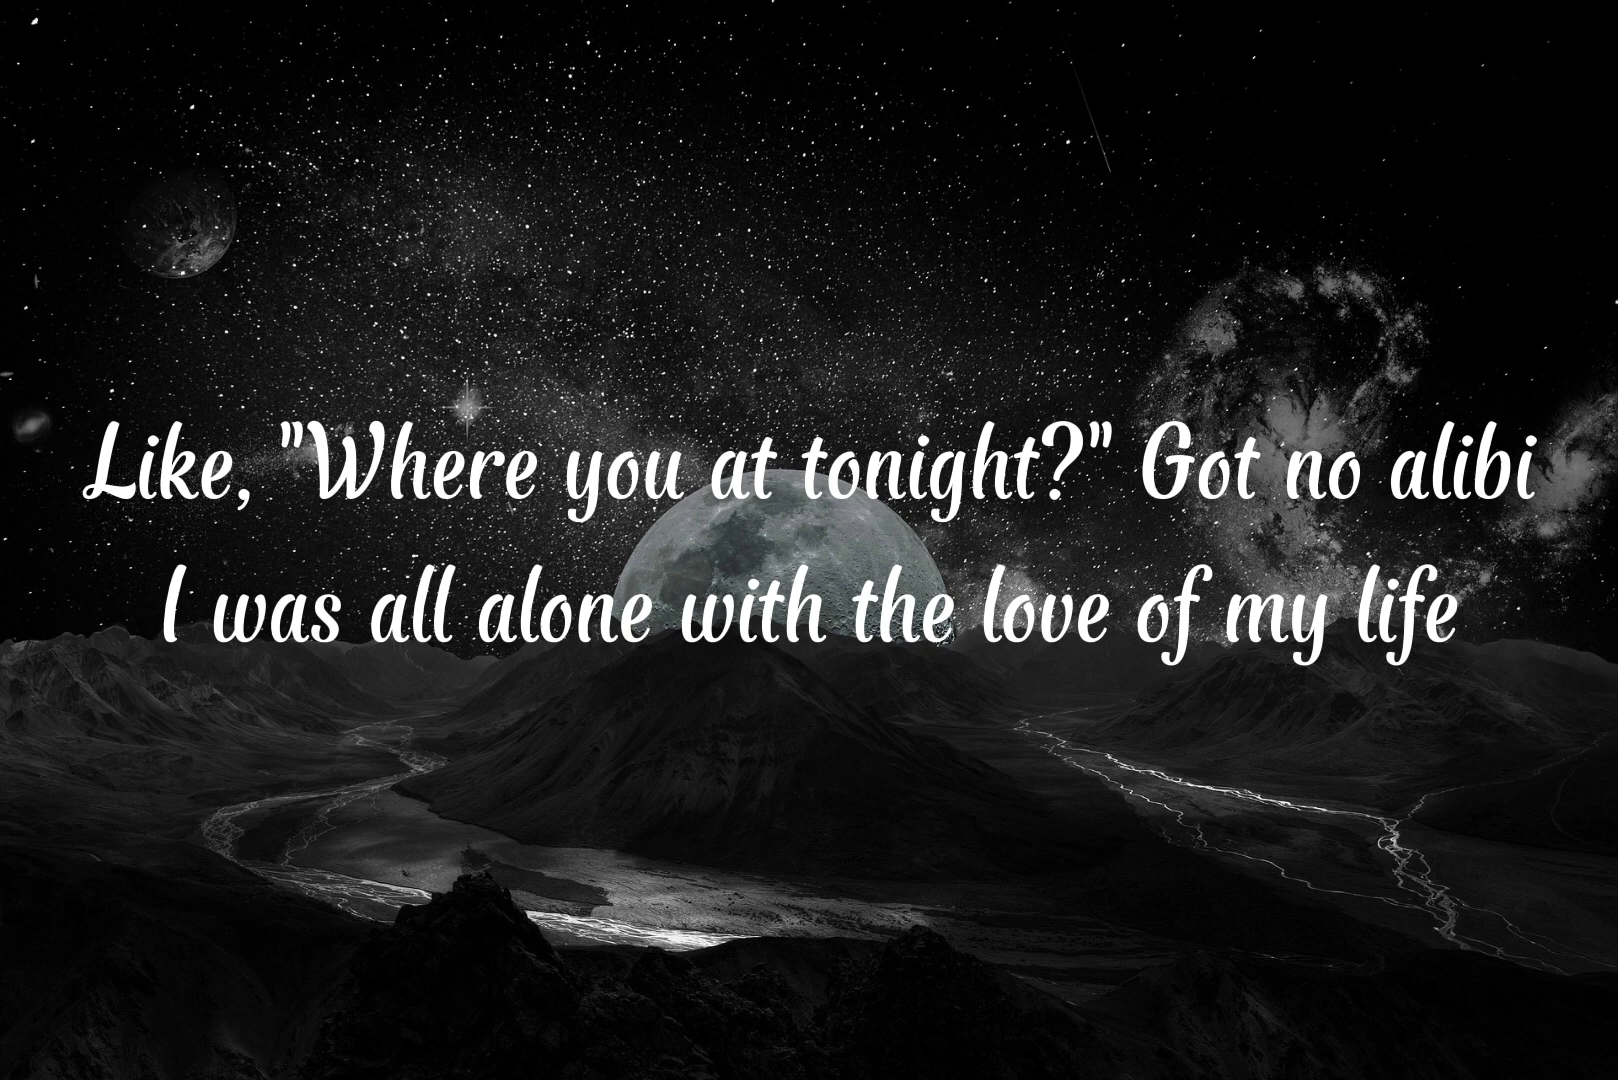 Like, "Where you at tonight?" Got no alibi
I was all alone with the love of my life